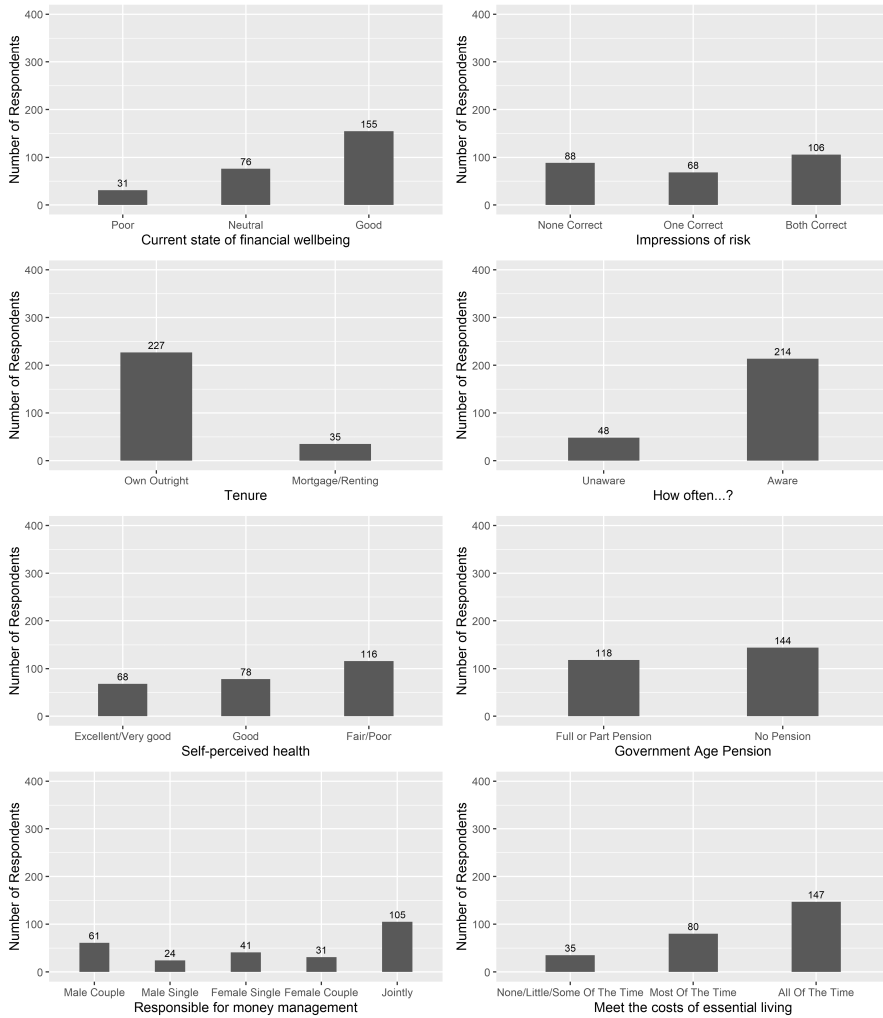 400
300
200
100
0
Number of Respondents
31
76
155
Poor Neutral Good
Current state of financial wellbeing
400
300
200
100
0
Number of Respondents
88
68
106
None Correct One Correct Both Correct
Impressions of risk
400
300
200
100
0
Number of Respondents
227
35
Own Outright Mortgage/Renting
Tenure
400
300
200
100
0
Number of Respondents
48
214
Unaware Aware
How often...?
400
300
200
100
0
Number of Respondents
68
78
116
Excellent/Very good Good Fair/Poor
Self-perceived health
400
300
200
100
0
Number of Respondents
118
144
Full or Part Pension No Pension
Government Age Pension
400
300
200
100
0
Number of Respondents
61
24
41
31
105
Male Couple Male Single Female Single Female Couple Jointly
Responsible for money management
400
300
200
100
0
Number of Respondents
35
80
147
None/Little/Some Of The Time Most Of The Time All Of The Time
Meet the costs of essential living